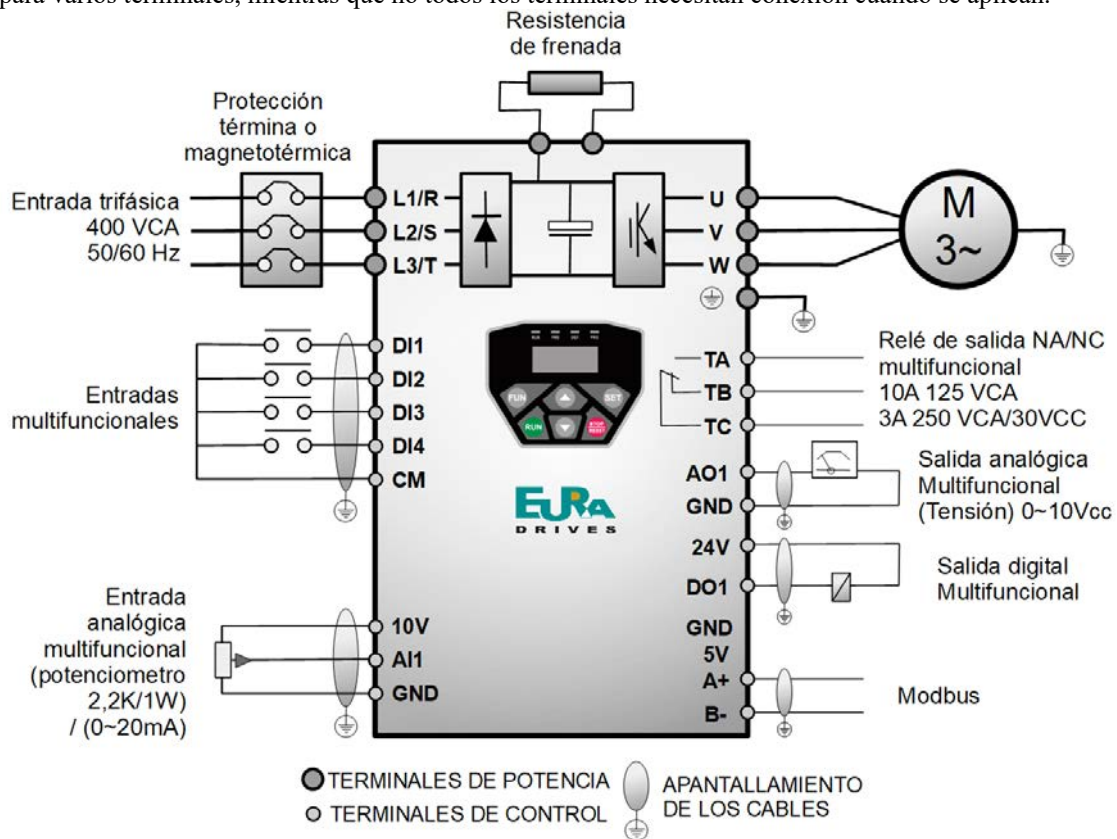 para varios terminales, mientras que no todos los terminales necesitan conexión cuando se aplican.
Resistencia
de frenada
Protección
términa o
magnetotérmica
Entrada trifásica
400 VCA
50/60 Hz
L1/R
L2/S
L3/T
U
V
W
M
3~
Entradas
multifuncionales
DI1
DI2
DI3
DI4
CM
FUN
SET
RUN
STOP
RESET
EURA
DRIVES
TA
TB
TC
Relé de salida NA/NC
multifuncional
10A 125 VCA
3A 250 VCA/30VCC
AO1
GND
Salida analógica
Multifuncional
(Tensión) 0~10Vcc
24V
DO1
Salida digital
Multifuncional
Entrada
analógica
multifuncional
(potenciometro
2,2K/1W)
/ (0~20mA)
10V
AI1
GND
GND
5V
A+
B-
Modbus
TERMINALES DE POTENCIA
TERMINALES DE CONTROL
APANTALLAMIENTO
DE LOS CABLES